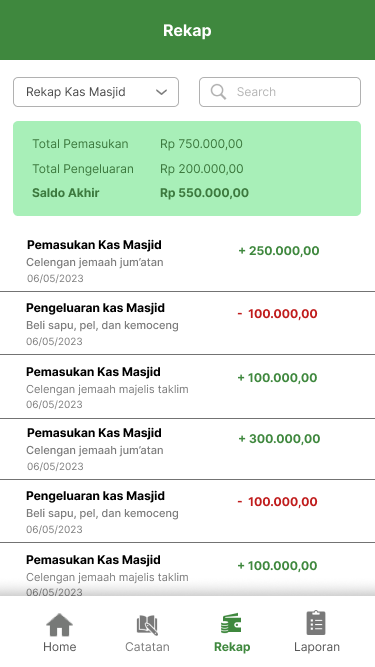 Rekap
Rekap Kas Masjid
Search
Total Pemasukan Rp 750.000,00
Total Pengeluaran Rp 200.000,00
Saldo Akhir Rp 550.000,00
Pemasukan Kas Masjid
+ 250.000,00
Celengan jemaah jum’atan
06/05/2023
Pengeluaran kas Masjid
- 100.000,00
Beli sapu, pel, dan kemoceng
06/05/2023
Pemasukan Kas Masjid
+ 100.000,00
Celengan jemaah majelis taklim
06/05/2023
Pemasukan Kas Masjid
+ 300.000,00
Celengan jemaah jum’atan
06/05/2023
Pengeluaran kas Masjid
- 100.000,00
Beli sapu, pel, dan kemoceng
06/05/2023
Pemasukan Kas Masjid
+ 100.000,00
Celengan jemaah majelis taklim
06/05/2023
Home
Catatan
Rekap
Laporan